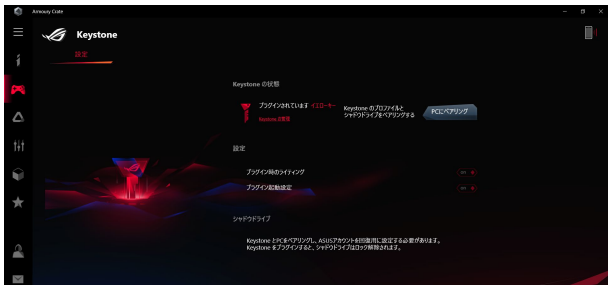 Armoury Crate
Keystone
設定
Keystone の状態
プラグインされています イエローキー
Keystone の管理
Keystone のプロファイルと
シャドウドライブをペアリングする
PCにペアリング
設定
プラグイン時のライティング
OFF
プラグイン起動設定
OFF
シャドウドライブ
Keystone とPCをペアリングし、ASUSアカウントを回復用に設定する必要があります。
Keystone をプラグインすると、シャドウドライブはロック解除されます。